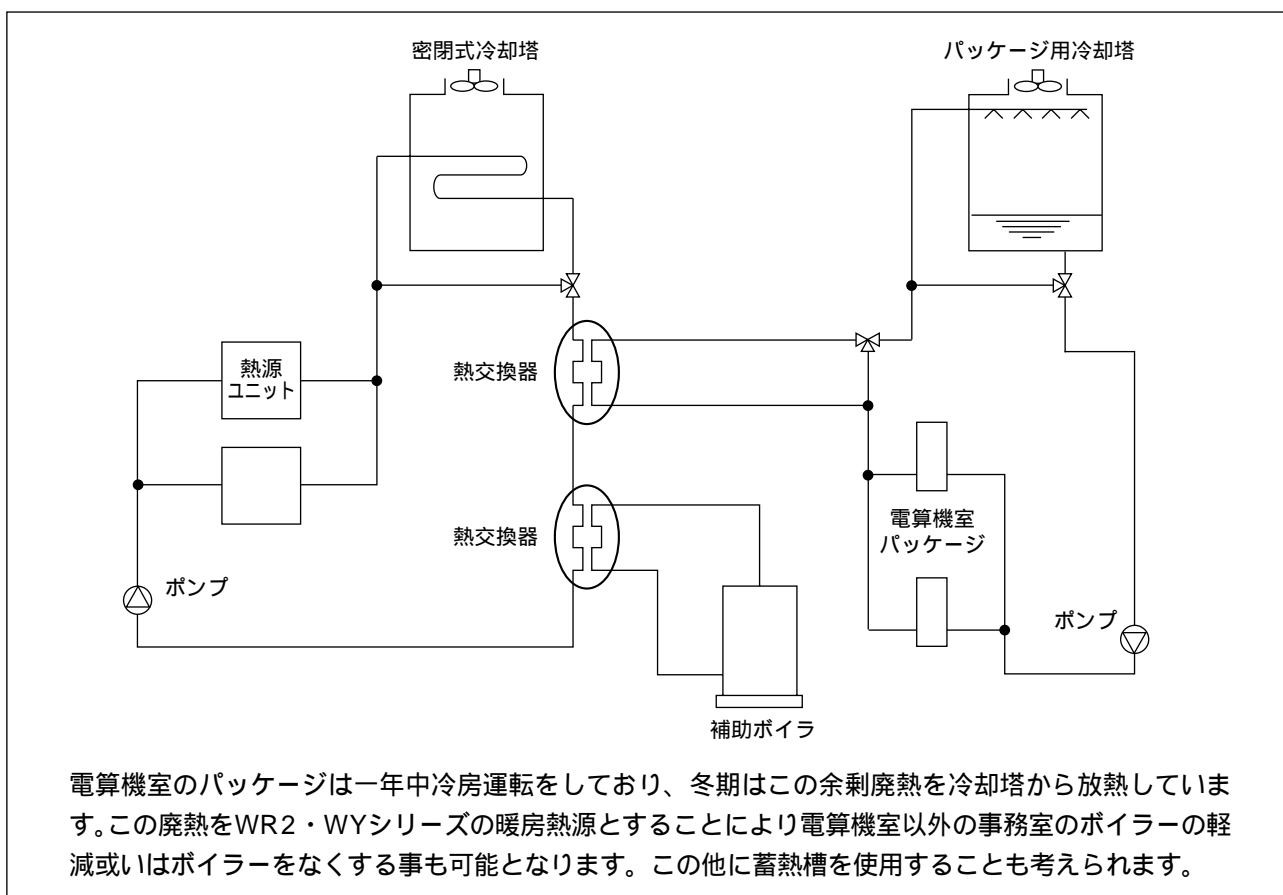 密閉式冷却塔
パッケージ用冷却塔
熱源
ユニット
熱交換器
熱交換器
電算機室
パッケージ
ポンプ
ポンプ
補助ボイラ
電算機室のパッケージは一年中冷房運転をしており、冬期はこの余剰廃熱を冷却塔から放熱していま
す。この廃熱をWR2・WYシリーズの暖房熱源とすることにより電算機室以外の事務室のボイラーの軽
減或いはボイラーをなくする事も可能となります。この他に蓄熱槽を使用することも考えられます。